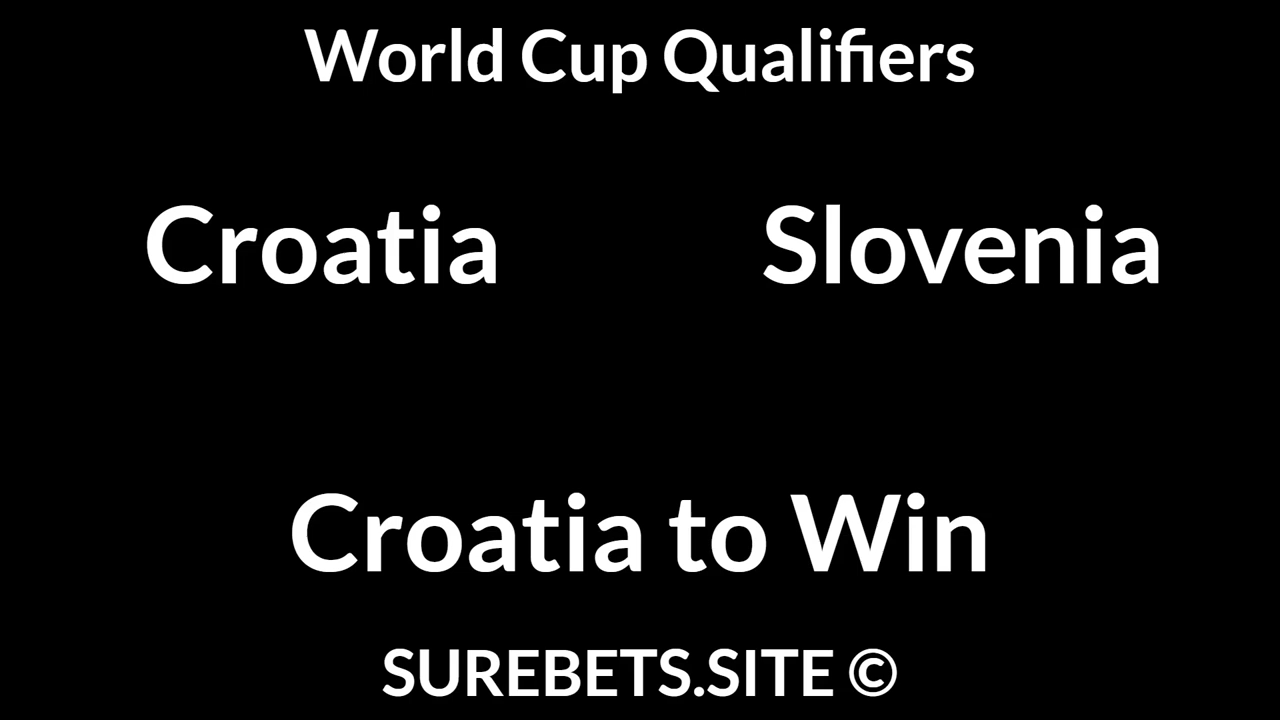 World Cup Qualifiers
Croatia Slovenia
Croatia to Win
SUREBETS.SITE ©